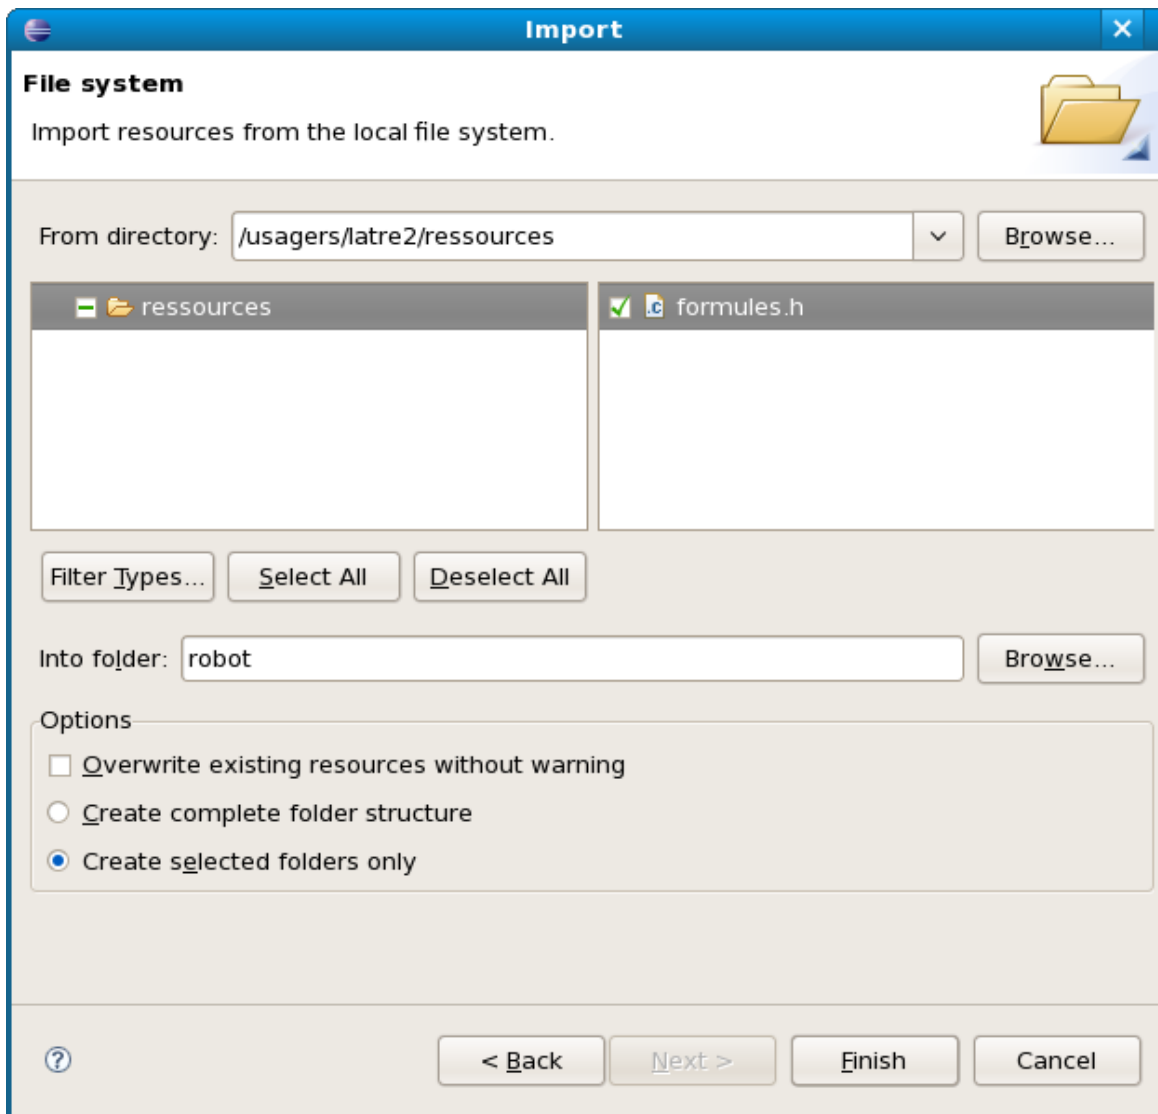 Import
File system
Import resources from the local file system.
From directory: /usagers/latre2/ressources Browse...
ressources .c formules.h
Filter Types... Select All Deselect All
Into folder: robot Browse...
Options
Overwrite existing resources without warning
Create complete folder structure
Create selected folders only
? < Back Next > Finish Cancel